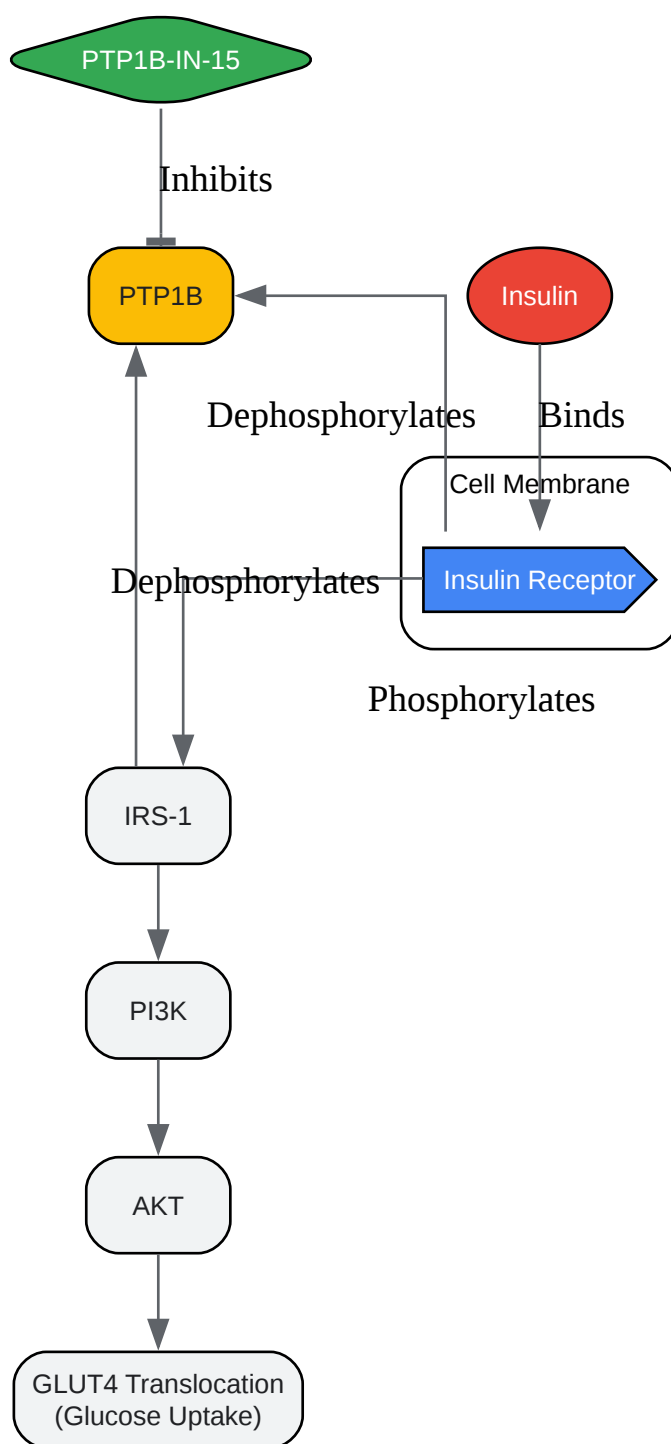 PTP1B-IN-15
Inhibits
PTP1B
Insulin
Dephosphorylates
Binds
Cell Membrane
Dephosphorylates
Insulin Receptor
Phosphorylates
IRS-1
PI3K
AKT
GLUT4 Translocation
(Glucose Uptake)